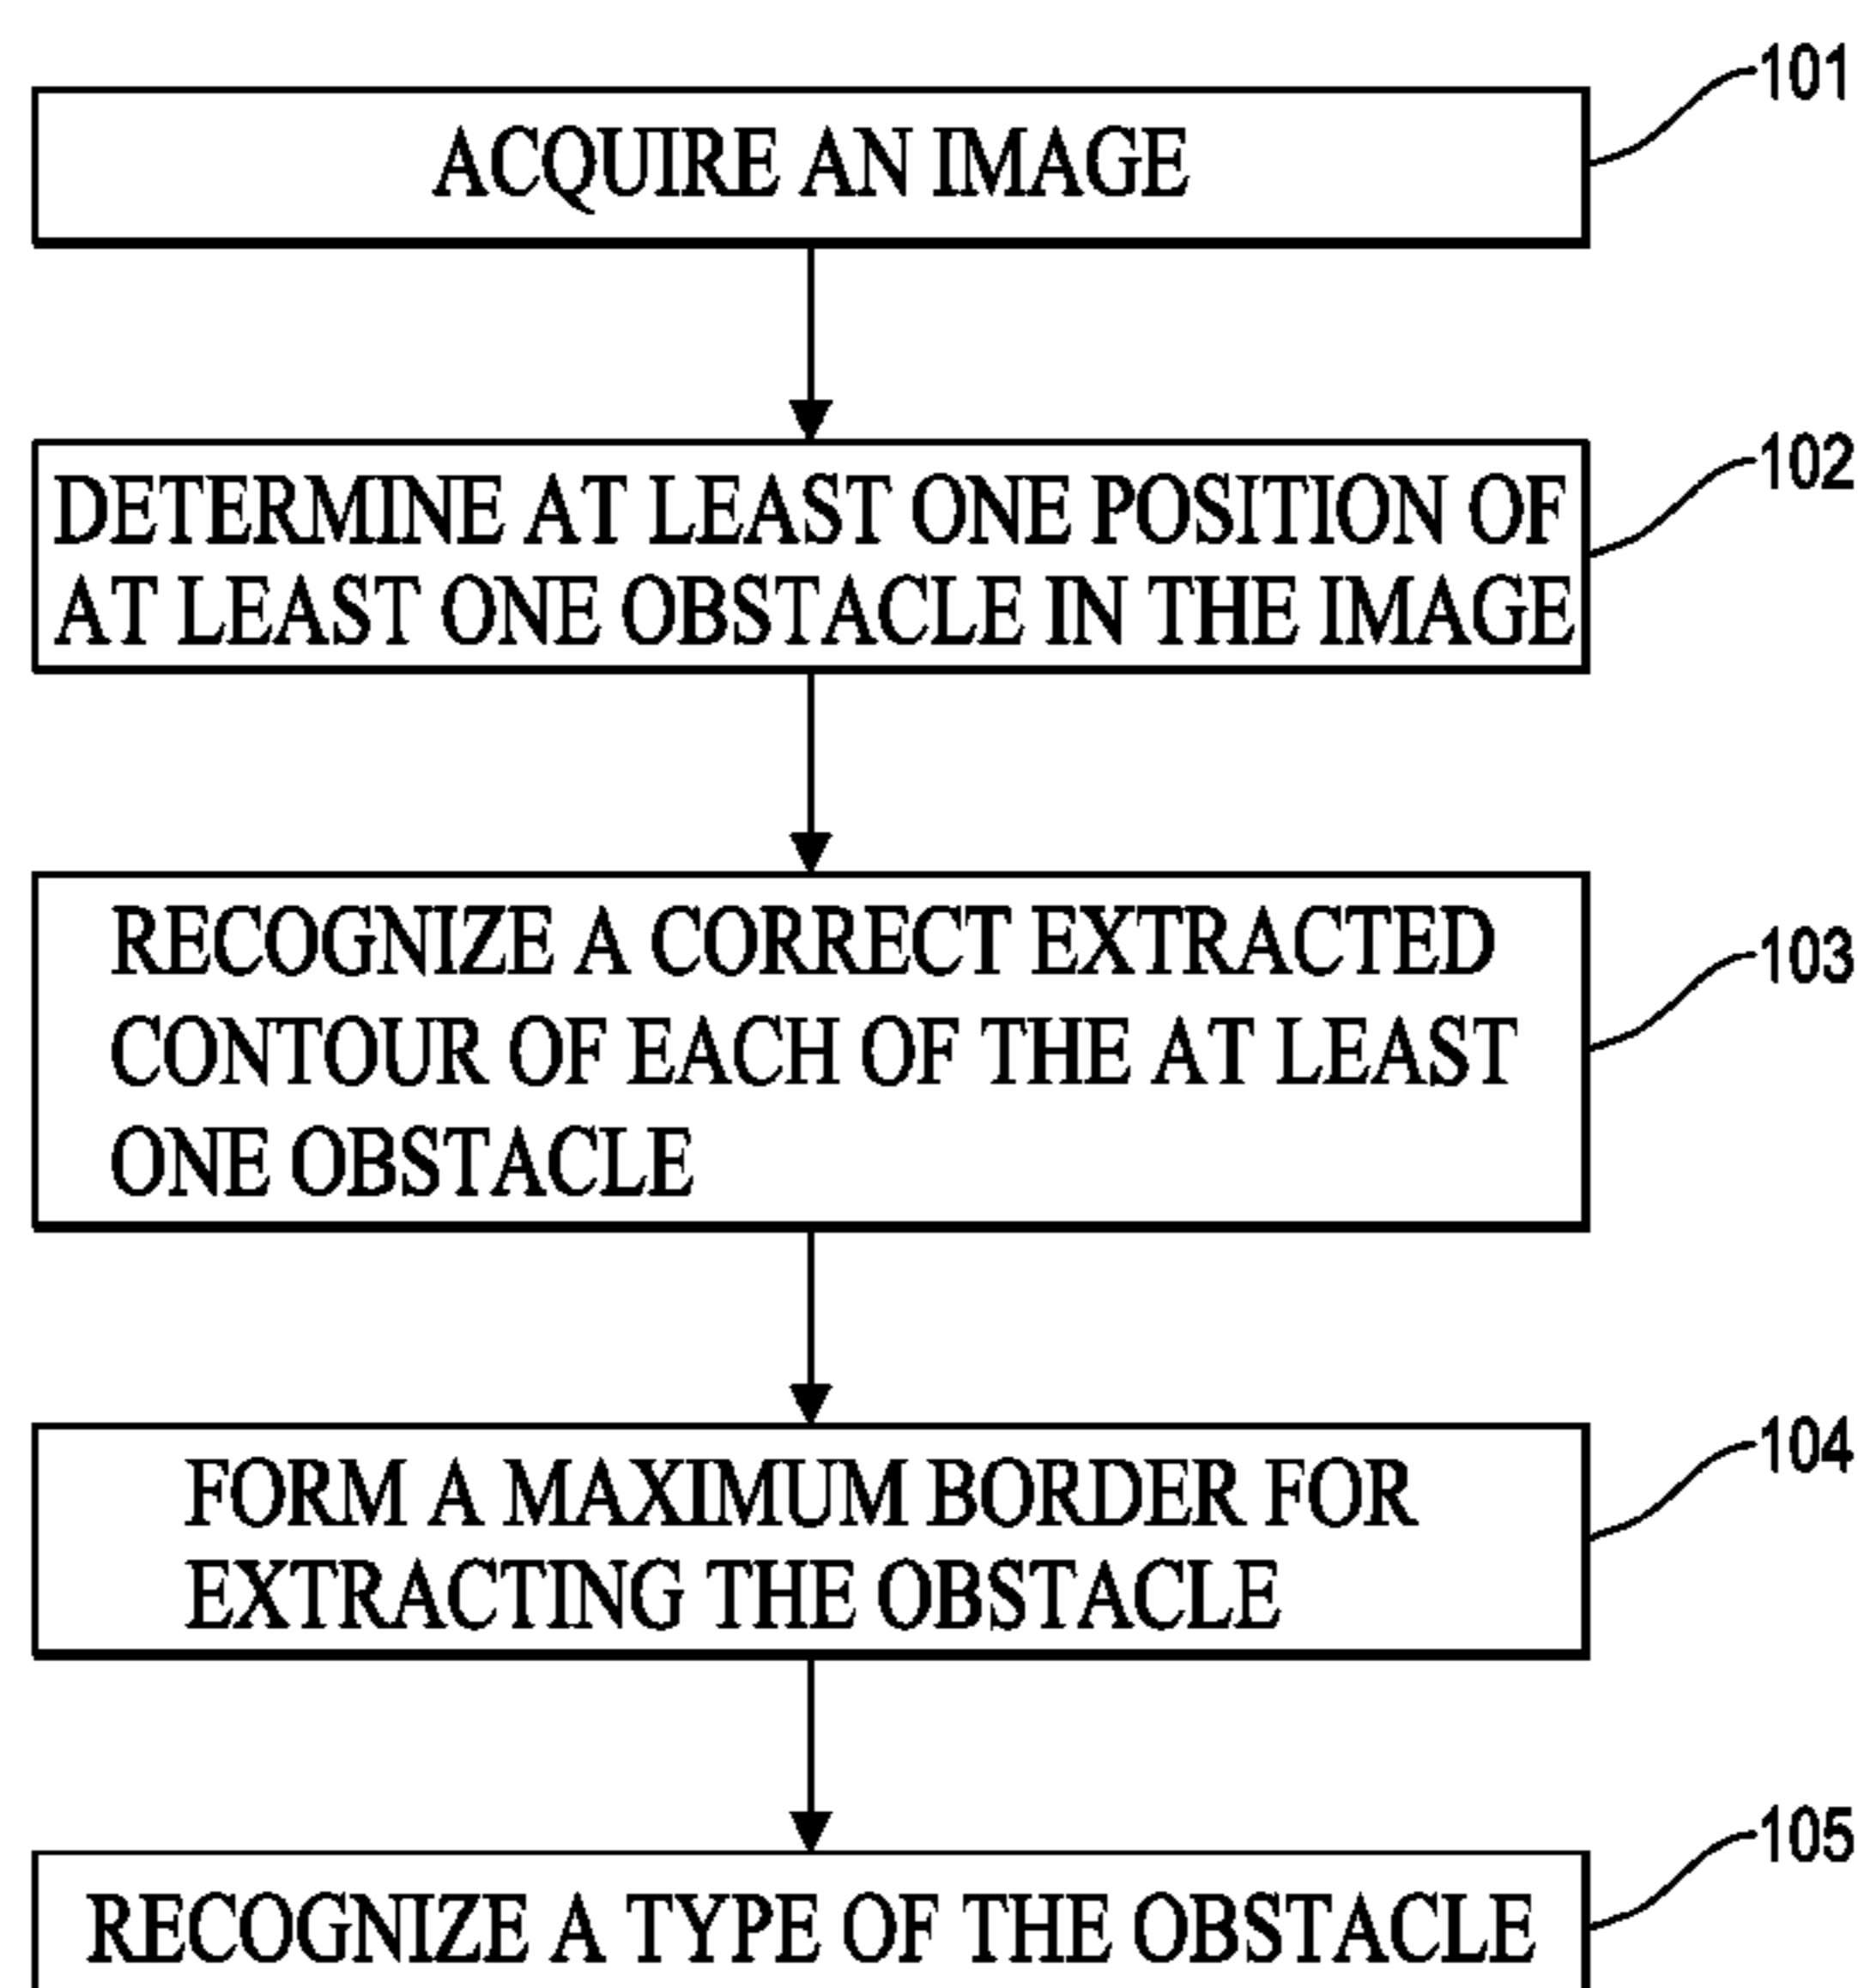 101
ACQUIRE AN IMAGE
102
DETERMINE AT LEAST ONE POSITION OF
AT LEAST ONE OBSTACLE IN THE IMAGE
103
RECOGNIZE A CORRECT EXTRACTED
CONTOUR OF EACH OF THE AT LEAST
ONE OBSTACLE
104
FORM A MAXIMUM BORDER FOR
EXTRACTING THE OBSTACLE
105
RECOGNIZE A TYPE OF THE OBSTACLE